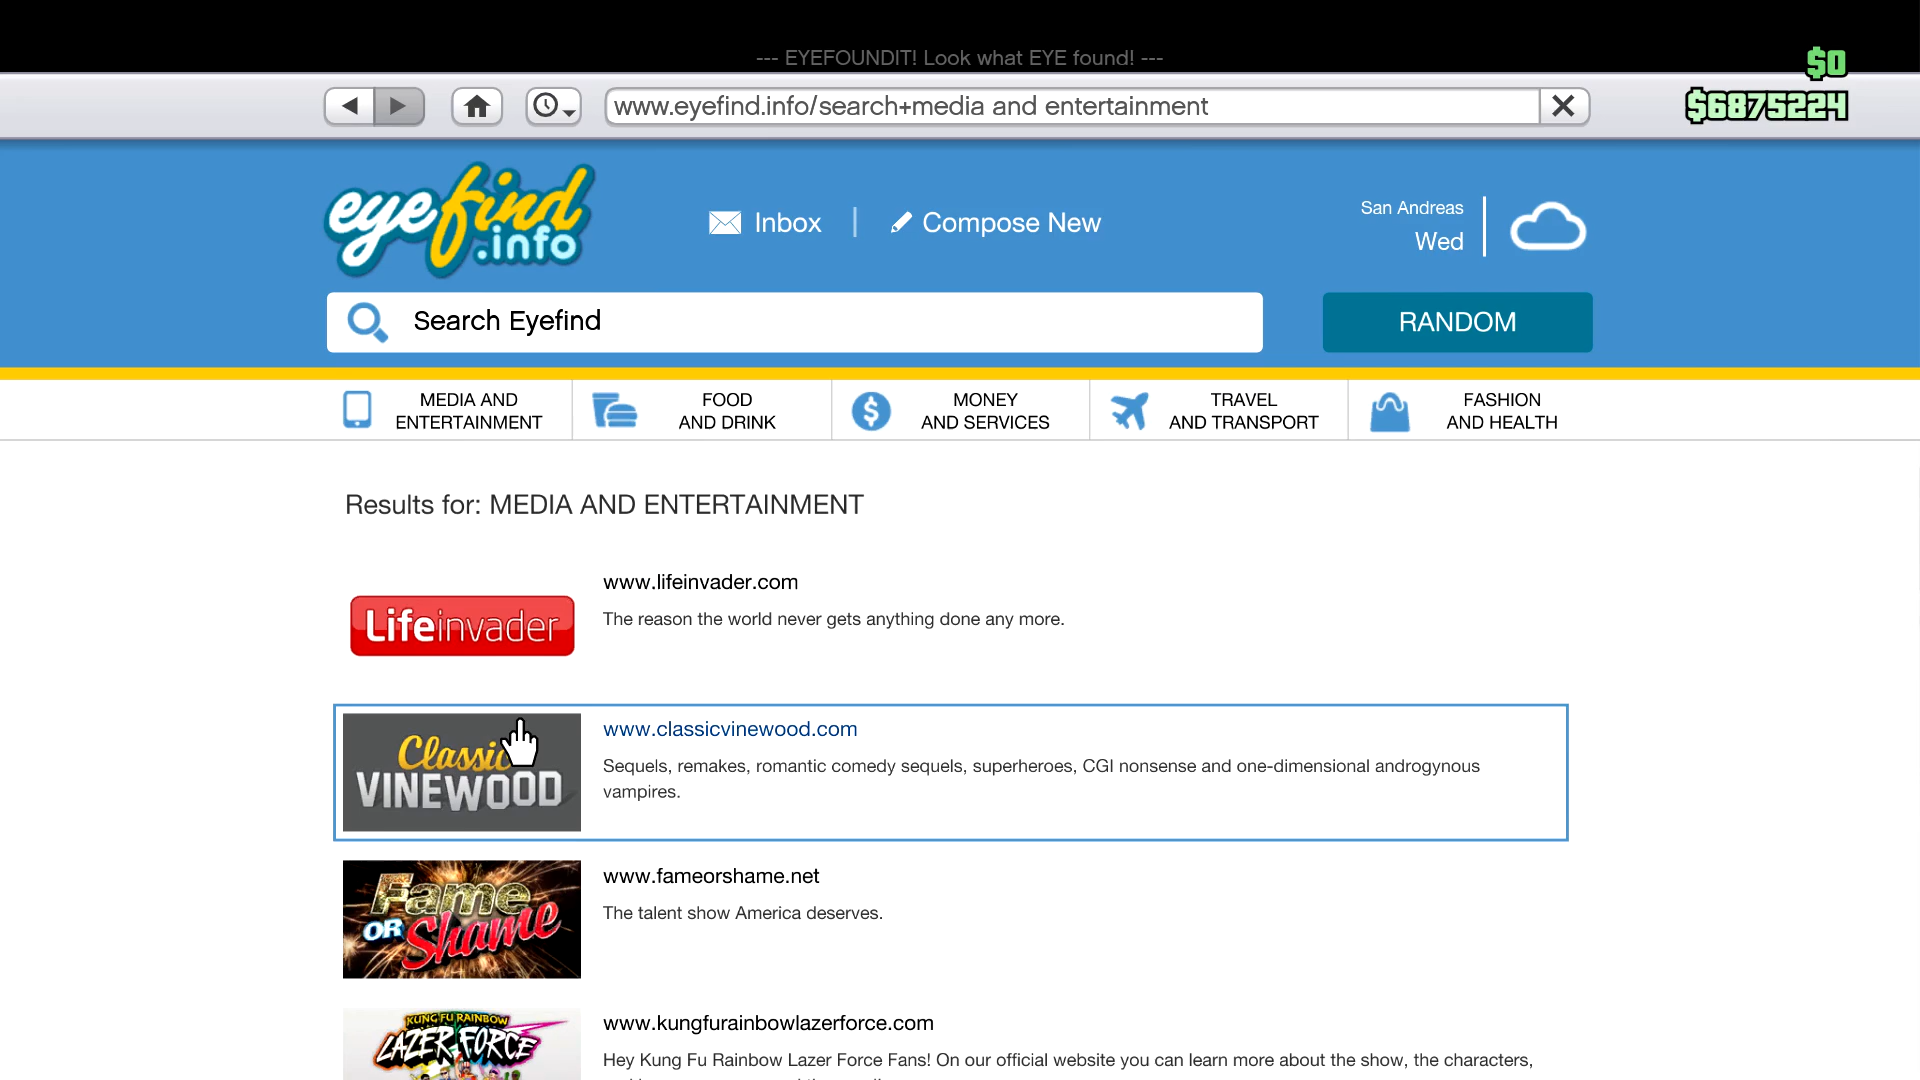 --- EYEFOUNDIT! Look what EYE found! ---
$0
www.eyefind.info/search+media and entertainment
$6875224
eyefind
.info
Inbox
Compose New
San Andreas
Wed
Search Eyefind
RANDOM
MEDIA AND
ENTERTAINMENT
FOOD
AND DRINK
MONEY
AND SERVICES
TRAVEL
AND TRANSPORT
FASHION
AND HEALTH
Results for: MEDIA AND ENTERTAINMENT
www.lifeinvader.com
Lifeinvader
The reason the world never gets anything done any more.
www.classicvinewood.com
Classic
VINEWOOD
Sequels, remakes, romantic comedy sequels, superheroes, CGI nonsense and one-dimensional androgynous
vampires.
www.fameorshame.net
Fame
OR Shame
The talent show America deserves.
www.kungfurainbowlazerforce.com
KUNG FU RAINBOW
LAZER FORCE
Hey Kung Fu Rainbow Lazer Force Fans! On our official website you can learn more about the show, the characters,